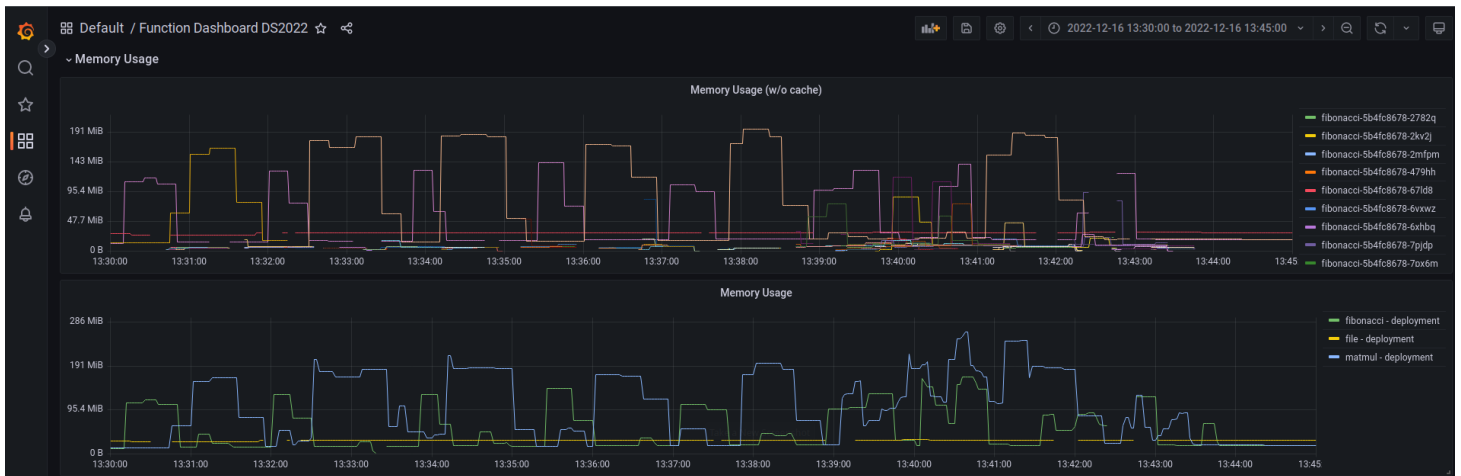 Default / Function Dashboard DS2022
2022-12-16 13:30:00 to 2022-12-16 13:45:00
Memory Usage
Memory Usage (w/o cache)
191 MiB
143 MiB
95.4 MiB
47.7 MiB
0 B
13:30:00 13:31:00 13:32:00 13:33:00 13:34:00 13:35:00 13:36:00 13:37:00 13:38:00 13:39:00 13:40:00 13:41:00 13:42:00 13:43:00 13:44:00 13:45
fibonacci-5b4fc8678-2782q
fibonacci-5b4fc8678-2kv2j
fibonacci-5b4fc8678-2mfpm
fibonacci-5b4fc8678-479hh
fibonacci-5b4fc8678-67ld8
fibonacci-5b4fc8678-6vxwz
fibonacci-5b4fc8678-6xhbq
fibonacci-5b4fc8678-7pjdp
fibonacci-5b4fc8678-7px6m
Memory Usage
286 MiB
191 MiB
95.4 MiB
0 B
13:30:00 13:31:00 13:32:00 13:33:00 13:34:00 13:35:00 13:36:00 13:37:00 13:38:00 13:39:00 13:40:00 13:41:00 13:42:00 13:43:00 13:44:00 13:45
fibonacci - deployment
file - deployment
matmul - deployment